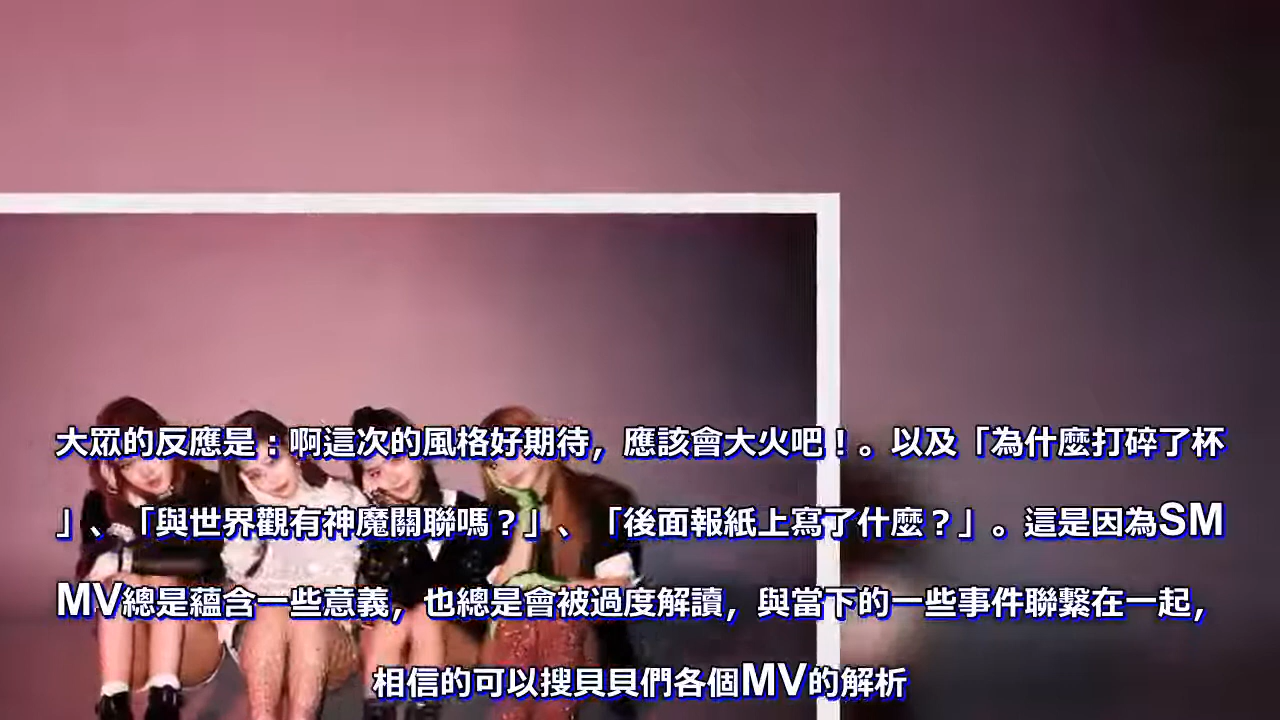 大眾的反應是：啊這次的風格好期待，應該會大火吧！。以及「為什麼打碎了杯
」、「與世界觀有神魔關聯嗎？」、「後面報紙上寫了什麼？」。這是因為SM
MV總是蘊含一些意義，也總是會被過度解讀，與當下的一些事件聯繫在一起，
相信的可以搜貝貝們各個MV的解析